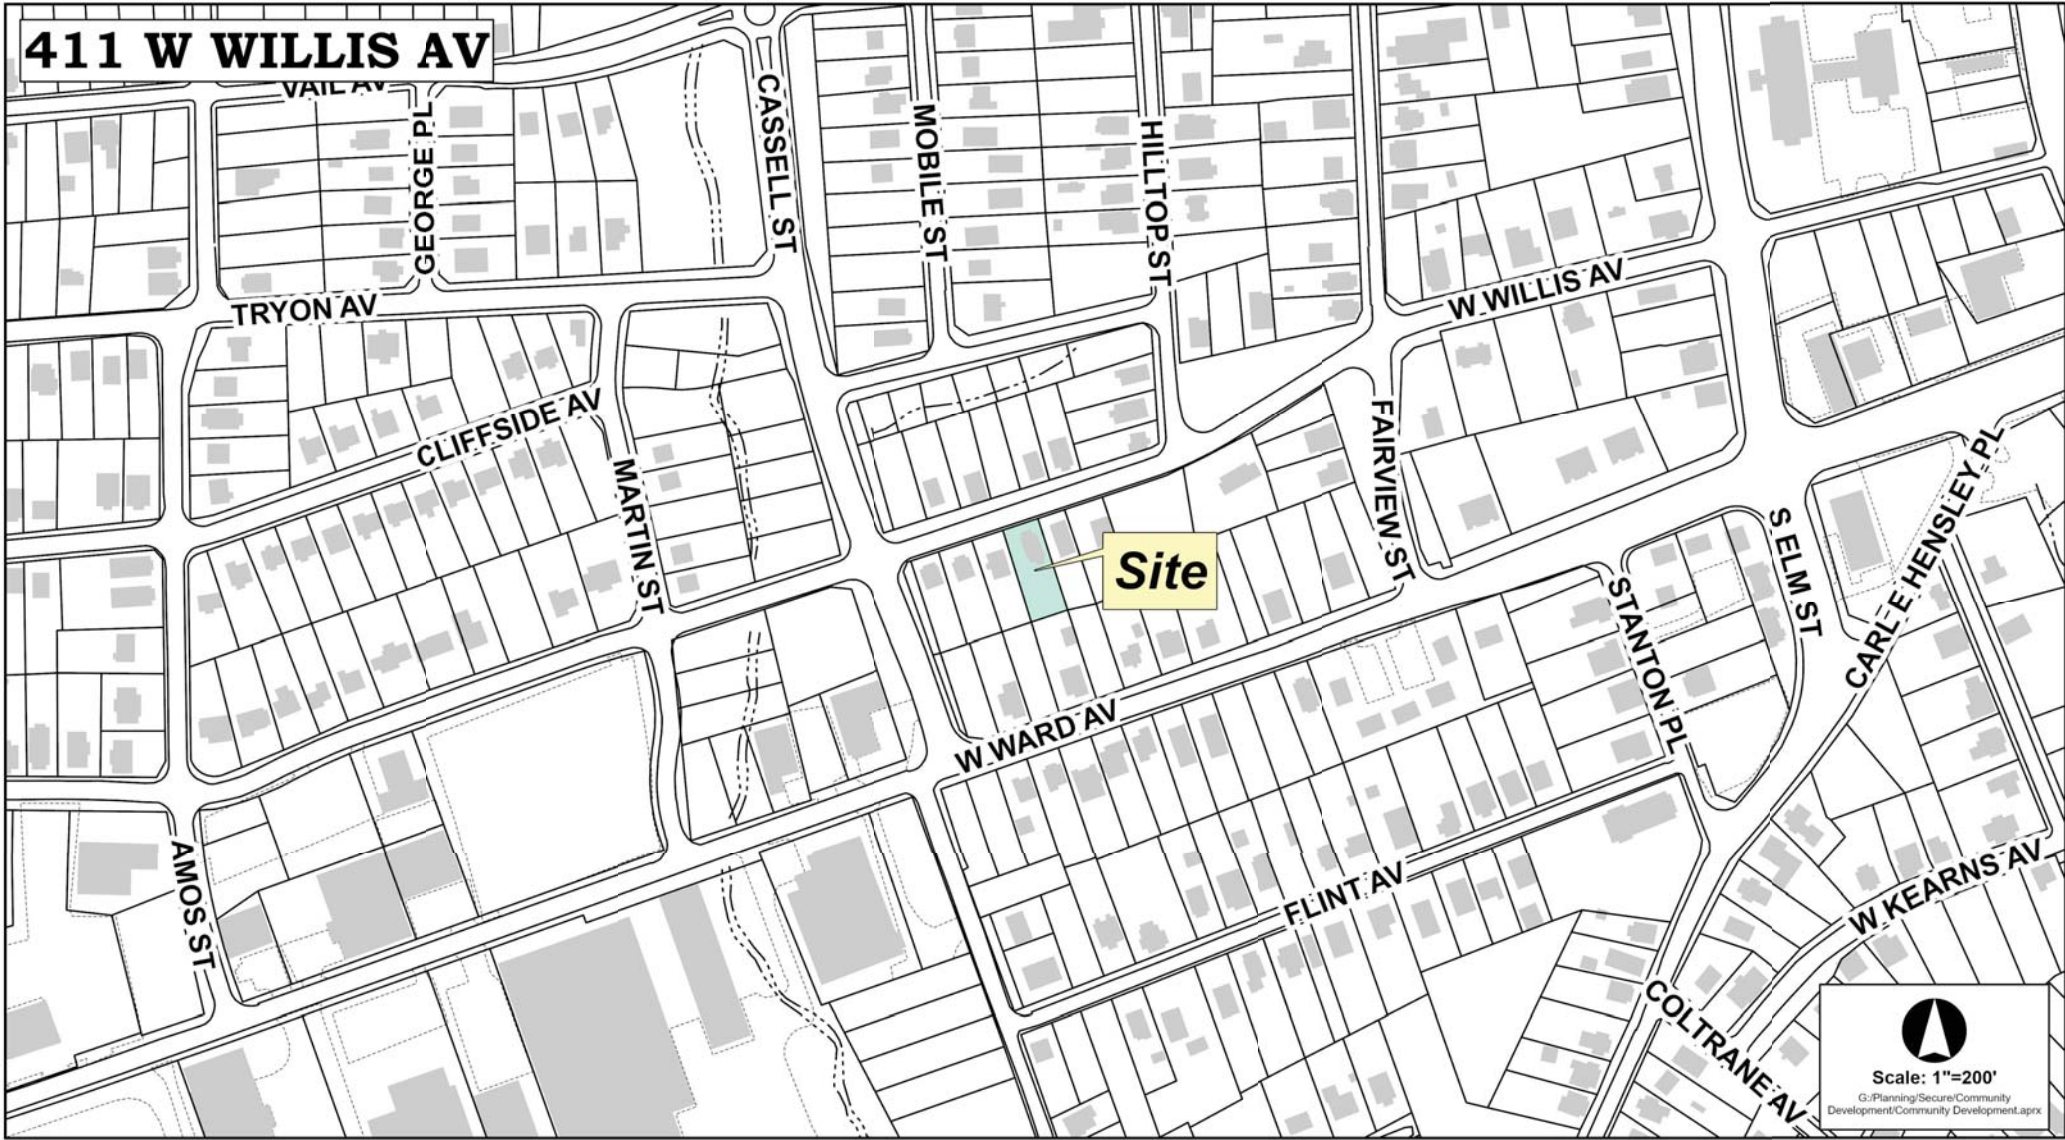 411 W WILLIS AV
VAIL AV
GEORGE PL
CASSELL ST
MOBILE ST
HILLTOP ST
TRYON AV
W WILLIS AV
CLIFFSIDE AV
MARTIN ST
FAIRVIEW ST
Site
S ELM ST
CARL E HENSLEY PL
STANTON PL
W WARD AV
AMOS ST
FLINT AV
W KEARNS AV
COLTRANE AV
Scale: 1"=200'
G:/Planning/Secure/Community
Development/Community Development.aprx